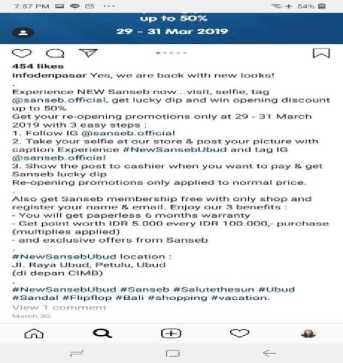 7:57 PM
54%
up to 50%
29 - 31 Mar 2019
454 likes
infodenpasar Yes, we are back with new looks!
.
Experience NEW Sanseb now...visit, selfie, tag
@sanseb.official, get lucky dip and win opening discount
up to 50%
Get your re-opening promotions only at 29 - 31 March
2019 with 3 easy steps :
1. Follow IG @sanseb.official
2. Take your selfie at our store & post your picture with
caption Experience #NewSansebUbud and tag IG
@sanseb.official
3. Show the post to cashier when you want to pay & get
Sanseb lucky dip
Re-opening promotions only applied to normal price.
Also get Sanseb membership free with only shop and
register your name & email. Enjoy our 3 benefits :
- You will get paperless 6 months warranty
- Get point worth IDR 5.000 every IDR 100.000,- purchase
(multiplies applied)
- and exclusive offers from Sanseb
.
#NewSansebUbud location :
Jl. Raya Ubud, Petulu, Ubud
(di depan CIMB)
.
#NewSansebUbud #Sanseb #Salutethesun #Ubud
#Sandal #Flipflop #Bali #shopping #vacation.
View 1 comment
March 30